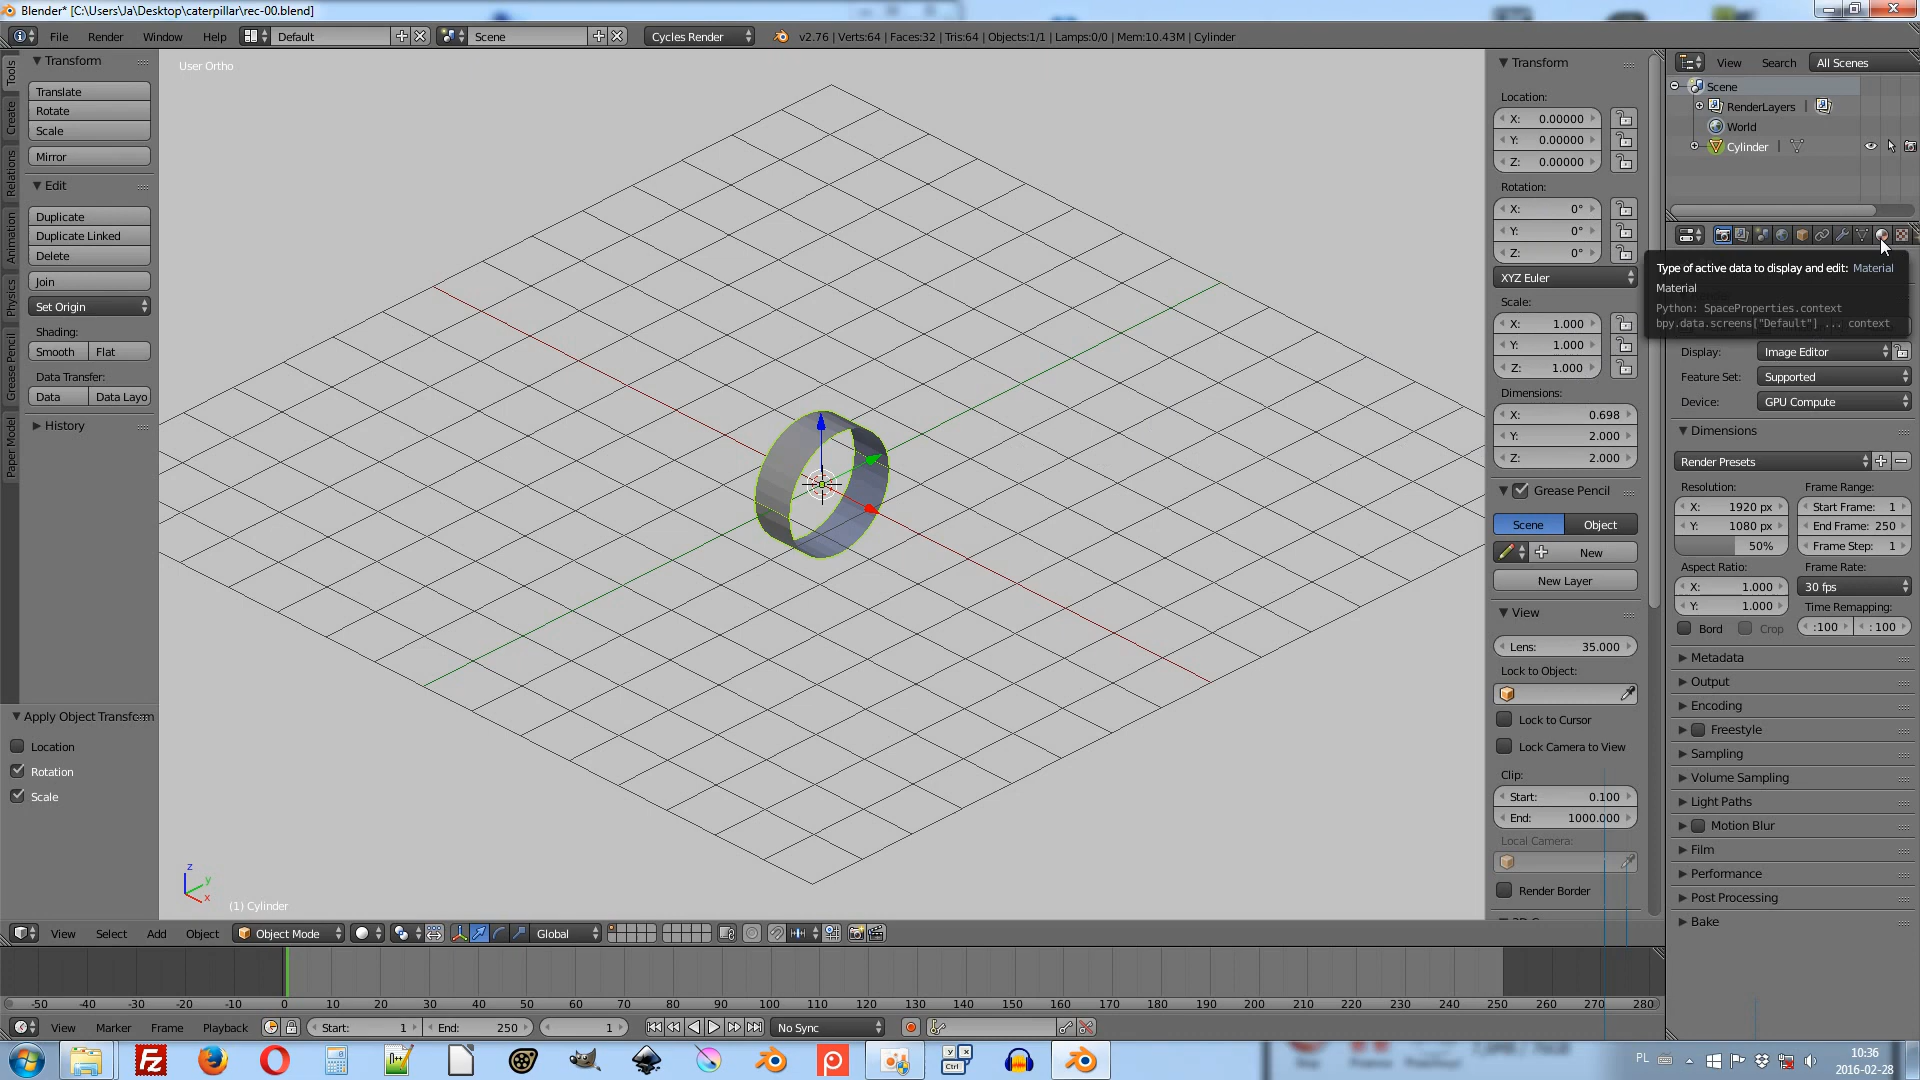 Blender* [C:\Users\Ja\Desktop\caterpillar\rec-00.blend]
File Render Window Help Default Scene Cycles Render v2.76 | Verts:64 | Faces:32 | Tris:64 | Objects:1/1 | Lamps:0/0 | Mem:10.43M | Cylinder
Tools
Create
Relations
Animation
Physics
Grease Pencil
Paper Model
Transform
Translate
Rotate
Scale
Mirror
Edit
Duplicate
Duplicate Linked
Delete
Join
Set Origin
Shading:
Smooth Flat
Data Transfer:
Data Data Layo
History
Apply Object Transform
Location
Rotation
Scale
User Ortho
z
y
x
(1) Cylinder
Transform
Location:
X: 0.00000
Y: 0.00000
Z: 0.00000
Rotation:
X: 0°
Y: 0°
Z: 0°
XYZ Euler
Scale:
X: 1.000
Y: 1.000
Z: 1.000
Dimensions:
X: 0.698
Y: 2.000
Z: 2.000
Grease Pencil
Scene Object
New
New Layer
View
Lens: 35.000
Lock to Object:
Lock to Cursor
Lock Camera to View
Clip:
Start: 0.100
End: 1000.000
Local Camera:
Render Border
View Search All Scenes
Scene
RenderLayers
World
Cylinder
Type of active data to display and edit: Material
Material
Python: SpaceProperties.context
bpy.data.screens["Default"] ... context
Display: Image Editor
Feature Set: Supported
Device: GPU Compute
Dimensions
Render Presets
Resolution: Frame Range:
X: 1920 px Start Frame: 1
Y: 1080 px End Frame: 250
50% Frame Step: 1
Aspect Ratio: Frame Rate:
X: 1.000 30 fps
Y: 1.000 Time Remapping:
Bord Crop :100 : 100
Metadata
Output
Encoding
Freestyle
Sampling
Volume Sampling
Light Paths
Motion Blur
Film
Performance
Post Processing
Bake
View Select Add Object Object Mode Global
-50 -40 -30 -20 -10 0 10 20 30 40 50 60 70 80 90 100 110 120 130 140 150 160 170 180 190 200 210 220 230 240 250 260 270 280
View Marker Frame Playback Start: 1 End: 250 1 No Sync
PL 10:36
2016-02-28